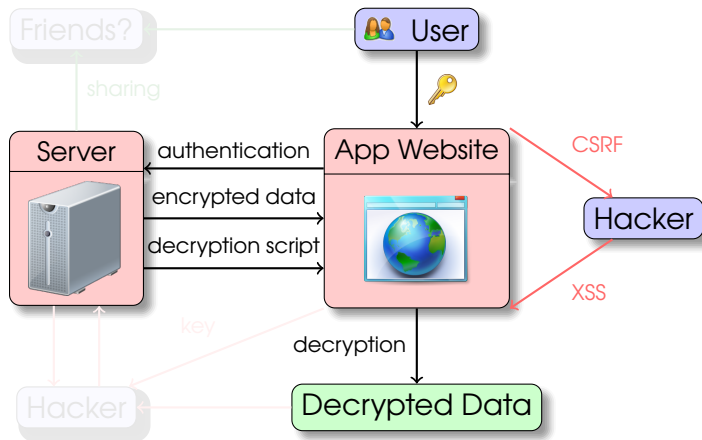 Friends?
User
sharing
Server
authentication
App Website
CSRF
encrypted data
Hacker
decryption script
XSS
key
decryption
Hacker
Decrypted Data